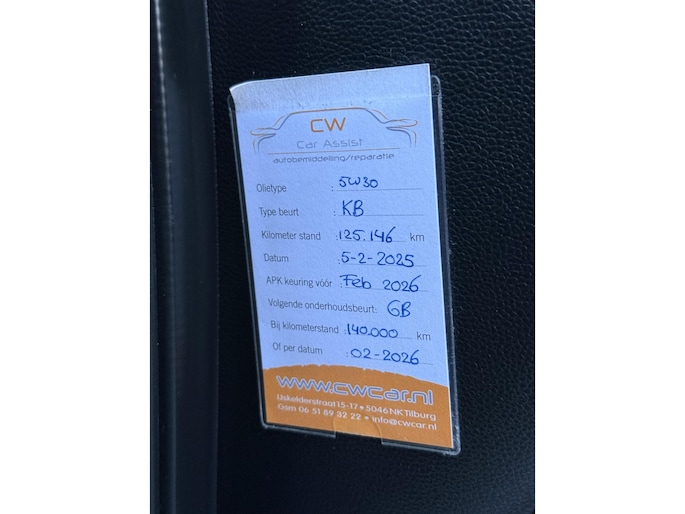 CW
Car Assist
autobemiddeling/reparatie
Olietype : 5W30
Type beurt : KB
Kilometer stand : 125.146 km
Datum : 5-2-2025
APK keuring vóór : Feb 2026
Volgende onderhoudsbeurt: GB
Bij kilometerstand : 140.000 km
Of per datum : 02-2026
www.cwcar.nl
IJskelderstraat 15-17 • 5046 NK Tilburg
Gsm 06 51 89 32 22 • info@cwcar.nl